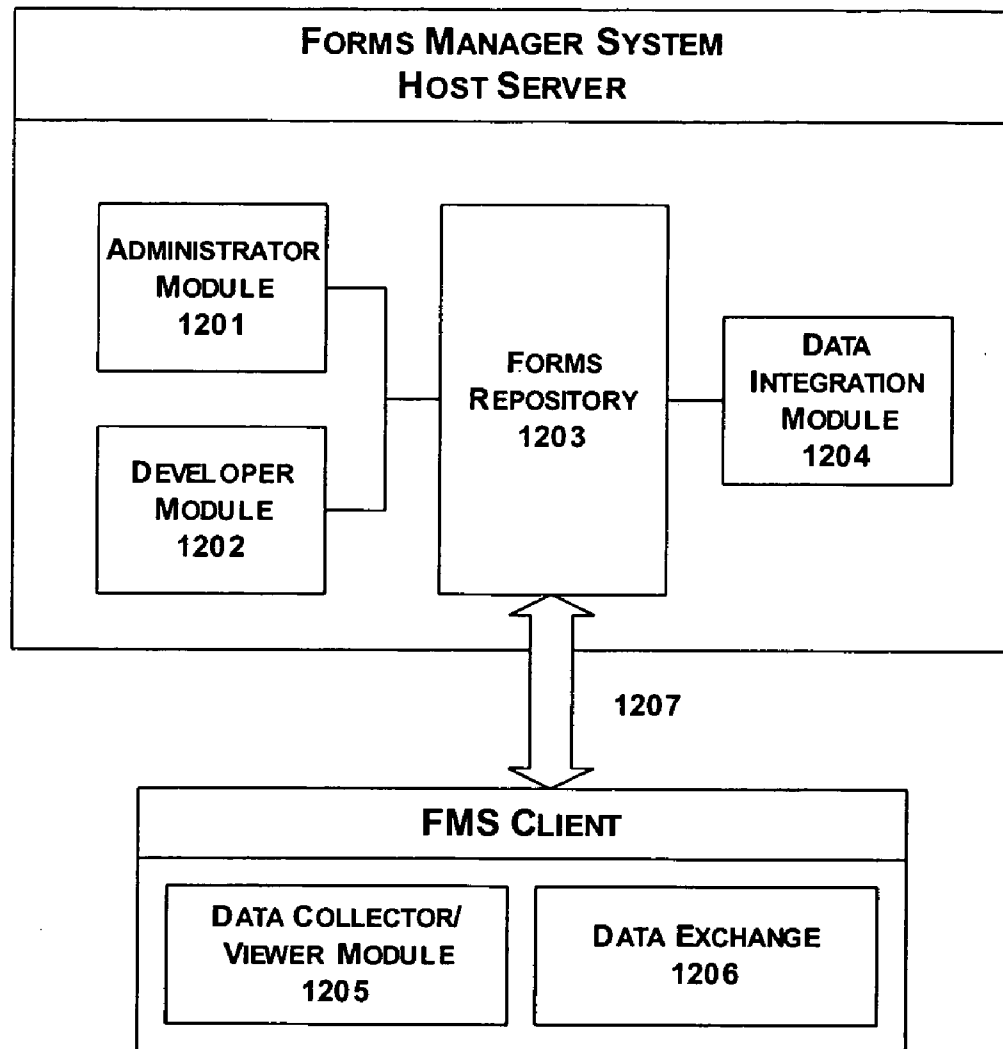 FORMS MANAGER SYSTEM
HOST SERVER
ADMINISTRATOR
MODULE
1201
DEVELOPER
MODULE
1202
FORMS
REPOSITORY
1203
DATA
INTEGRATION
MODULE
1204
1207
FMS CLIENT
DATA COLLECTOR/
VIEWER MODULE
1205
DATA EXCHANGE
1206